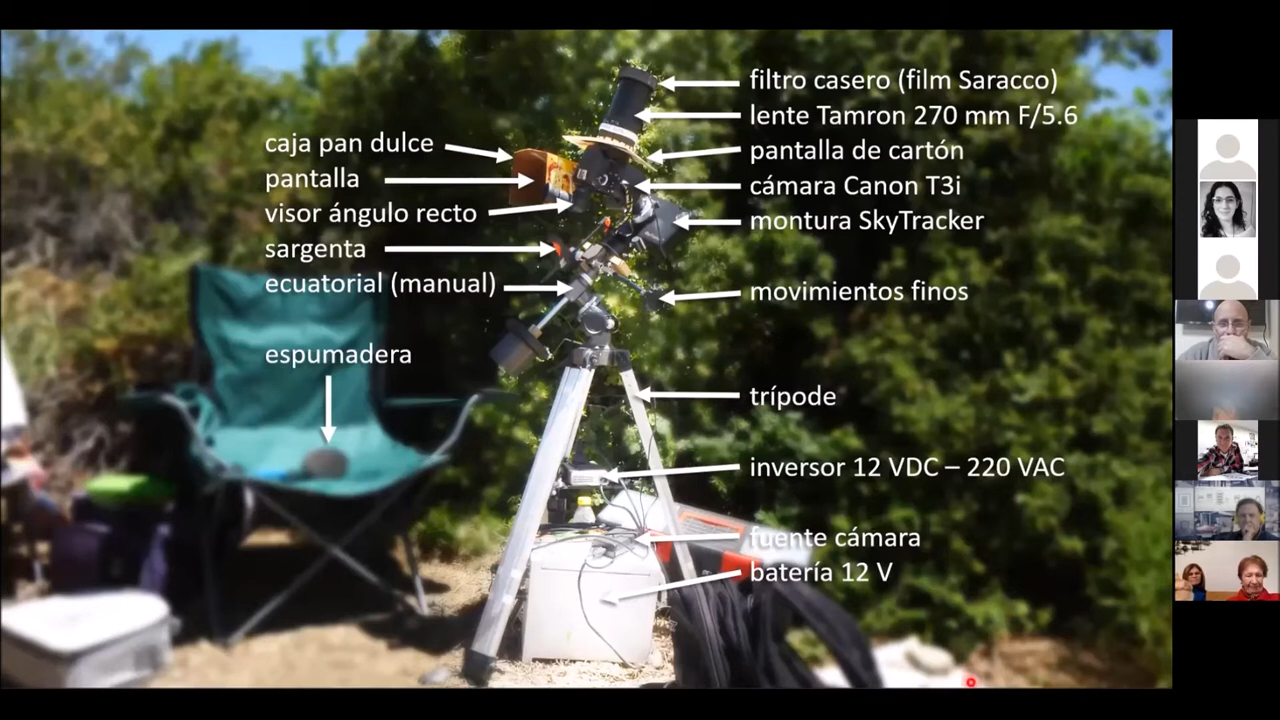 filtro casero (film Saracco)
lente Tamron 270 mm F/5.6
pantalla de cartón
cámara Canon T3i
montura SkyTracker
movimientos finos
trípode
inversor 12 VDC – 220 VAC
fuente cámara
batería 12 V
caja pan dulce
pantalla
visor ángulo recto
sargenta
ecuatorial (manual)
espumadera